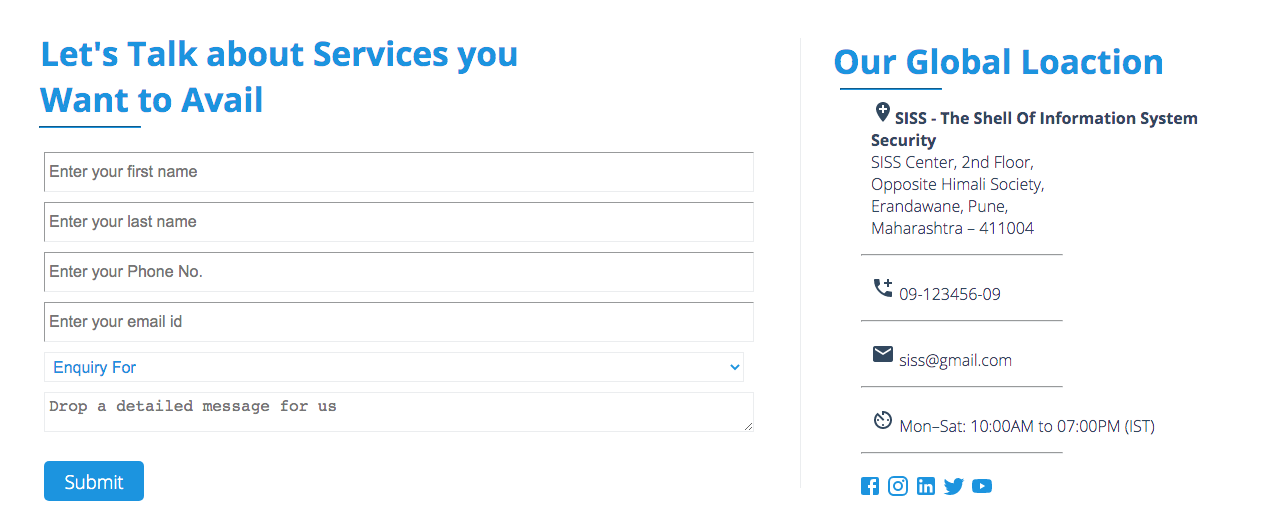 Let's Talk about Services you
Want to Avail
Enter your first name
Enter your last name
Enter your Phone No.
Enter your email id
Enquiry For
Drop a detailed message for us
Submit
Our Global Loaction
SISS - The Shell Of Information System
Security
SISS Center, 2nd Floor,
Opposite Himali Society,
Erandawane, Pune,
Maharashtra – 411004
09-123456-09
siss@gmail.com
Mon–Sat: 10:00AM to 07:00PM (IST)